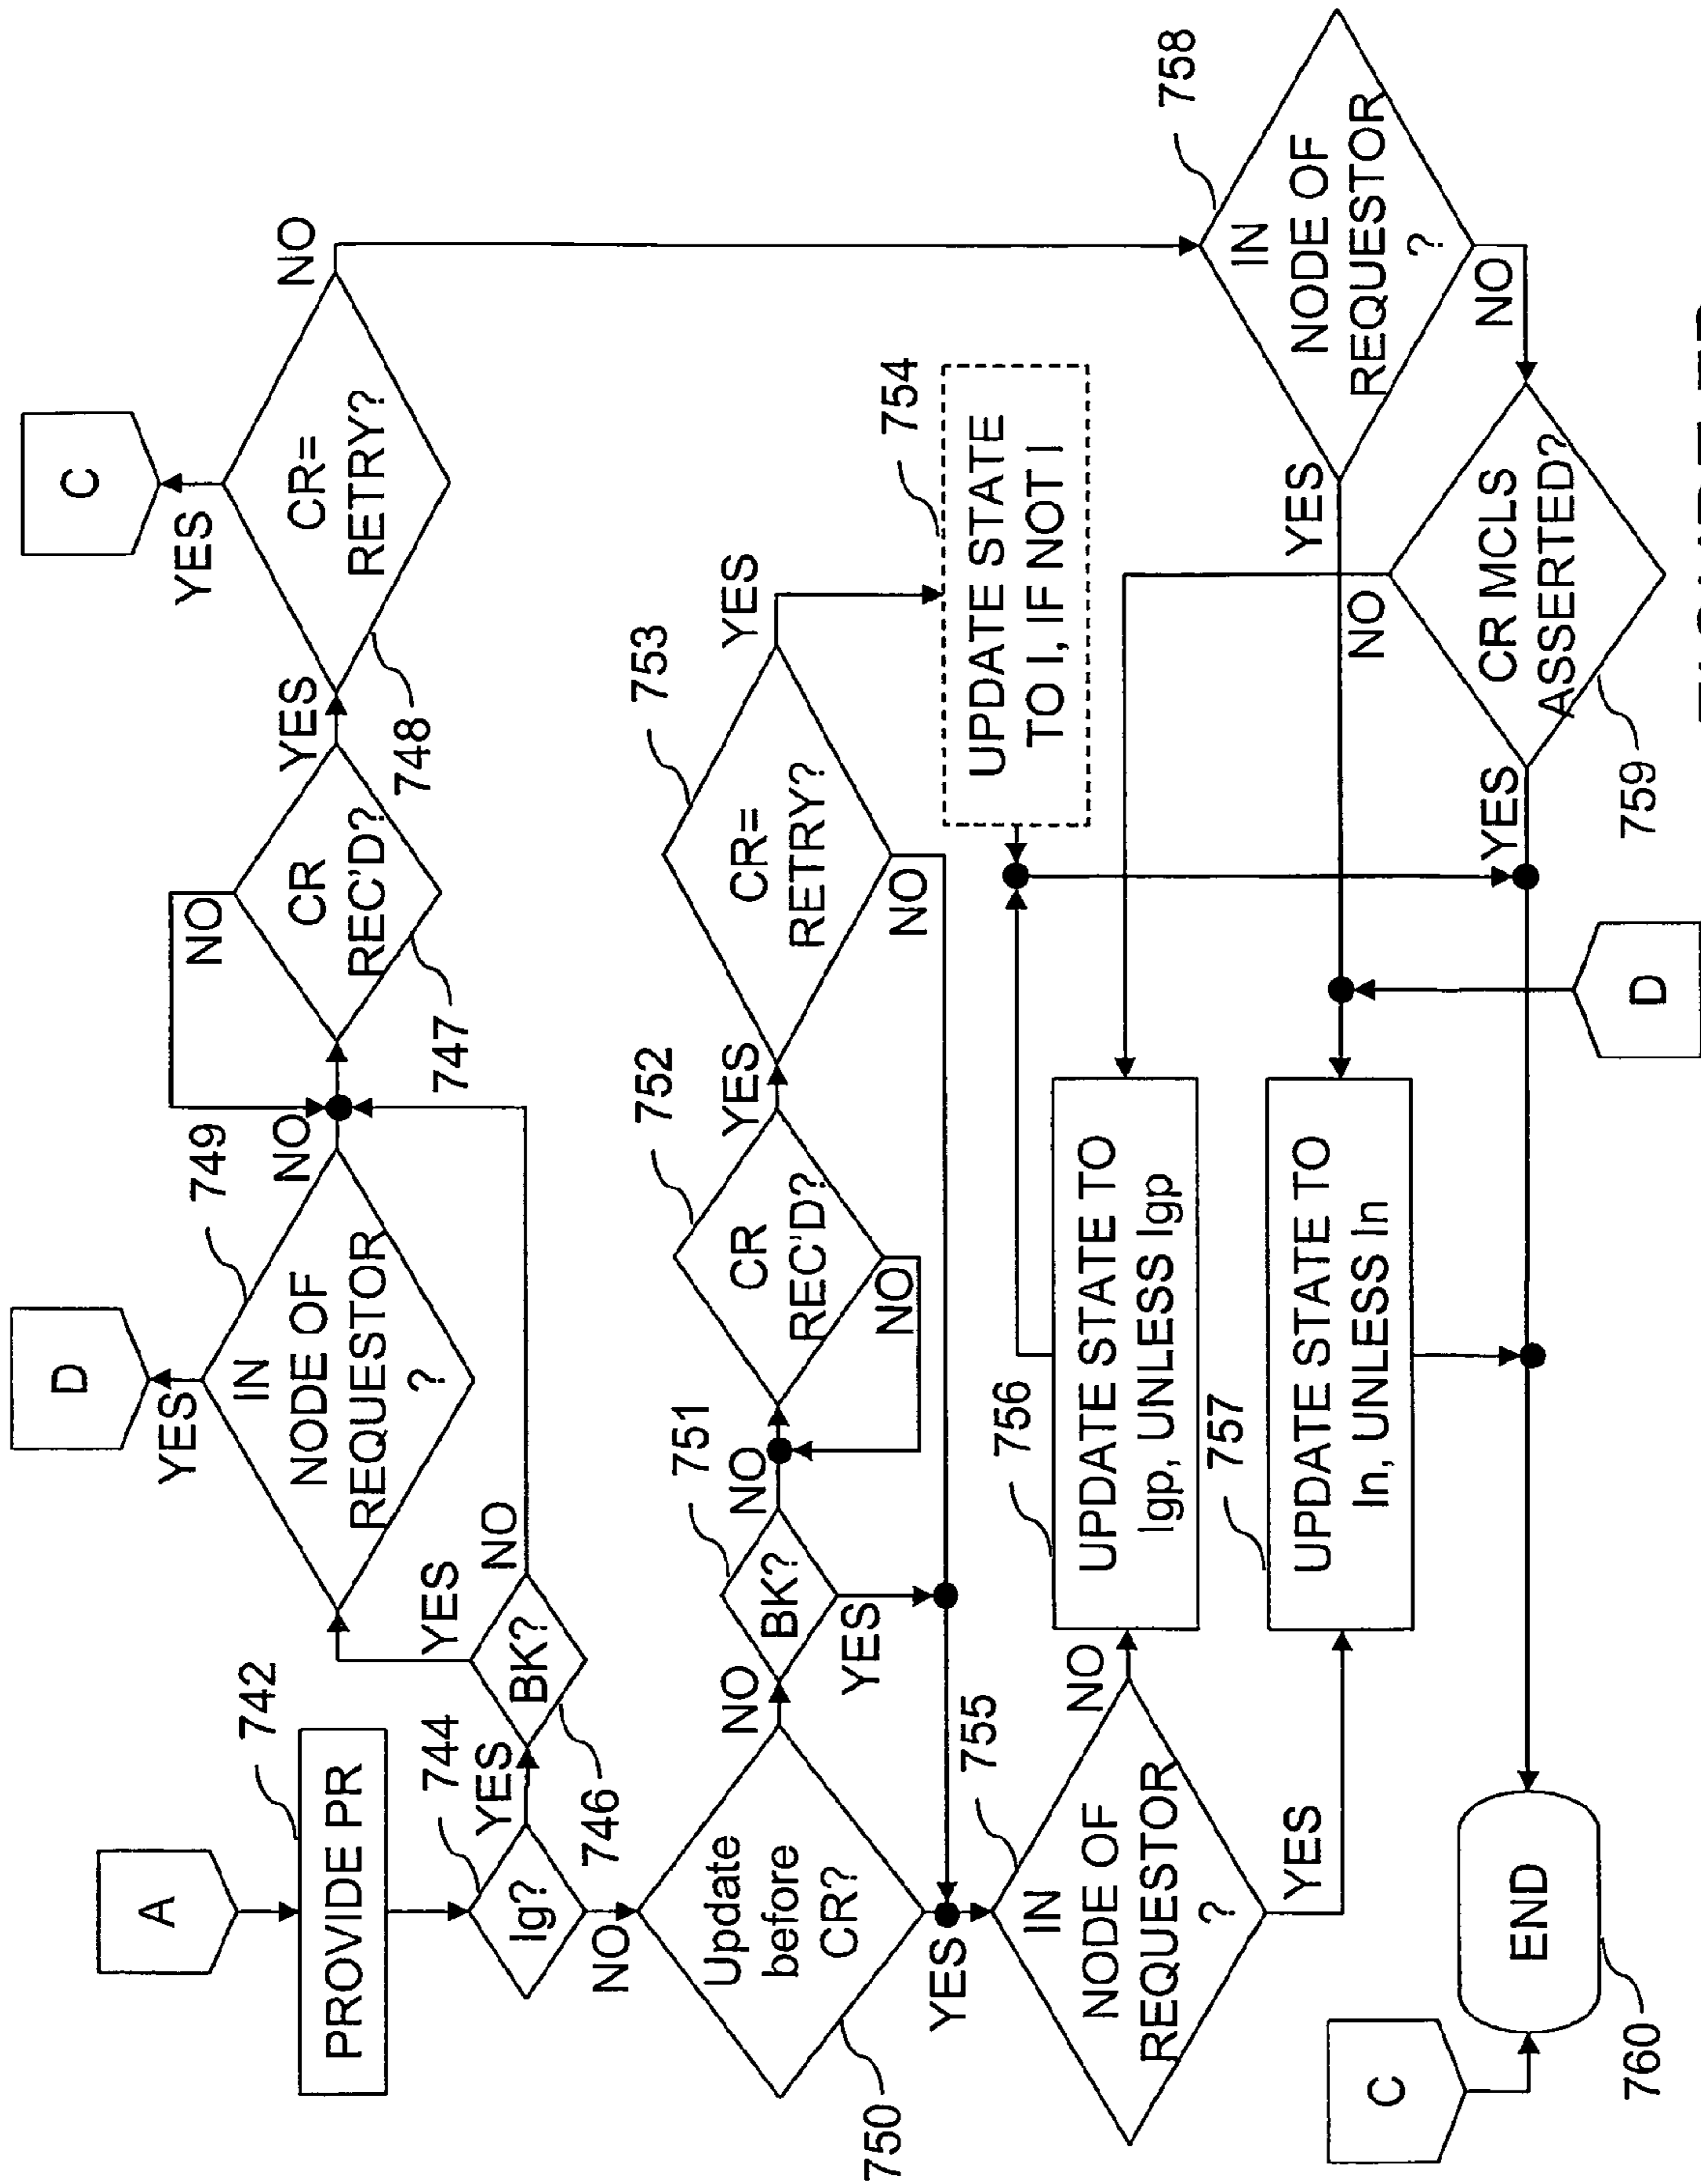 A
742
PROVIDE PR
744
Ig?
YES
NO
746
BK?
YES
NO
D
YES
749
IN
NODE OF
REQUESTOR
?
NO
NO
CR
REC'D?
747
YES
748
CR=
RETRY?
YES
C
NO
750
Update
before
CR?
NO
YES
751
BK?
NO
YES
752
CR
REC'D?
NO
YES
753
CR=
RETRY?
NO
YES
754
UPDATE STATE
TO I, IF NOT I
755
IN
NODE OF
REQUESTOR
?
NO
YES
756
UPDATE STATE TO
Igp, UNLESS Igp
757
UPDATE STATE TO
In, UNLESS In
758
IN
NODE OF
REQUESTOR
?
YES
NO
759
CR MCLS
ASSERTED?
NO
YES
D
C
END
760